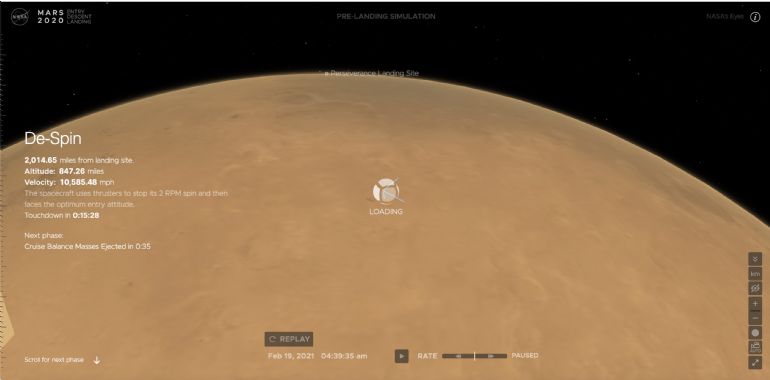 NASA
MARS ENTRY
2020 DESCENT
LANDING
PRE-LANDING SIMULATION
NASA's Eyes
Perseverance Landing Site
De-Spin
2,014.65 miles from landing site.
Altitude: 847.26 miles
Velocity: 10,585.48 mph
The spacecraft uses thrusters to stop its 2 RPM spin and then
faces the optimum entry attitude.
Touchdown in 0:15:28
LOADING
Next phase:
Cruise Balance Masses Ejected in 0:35
km
REPLAY
Scroll for next phase
Feb 19, 2021 04:39:35 am
RATE
PAUSED